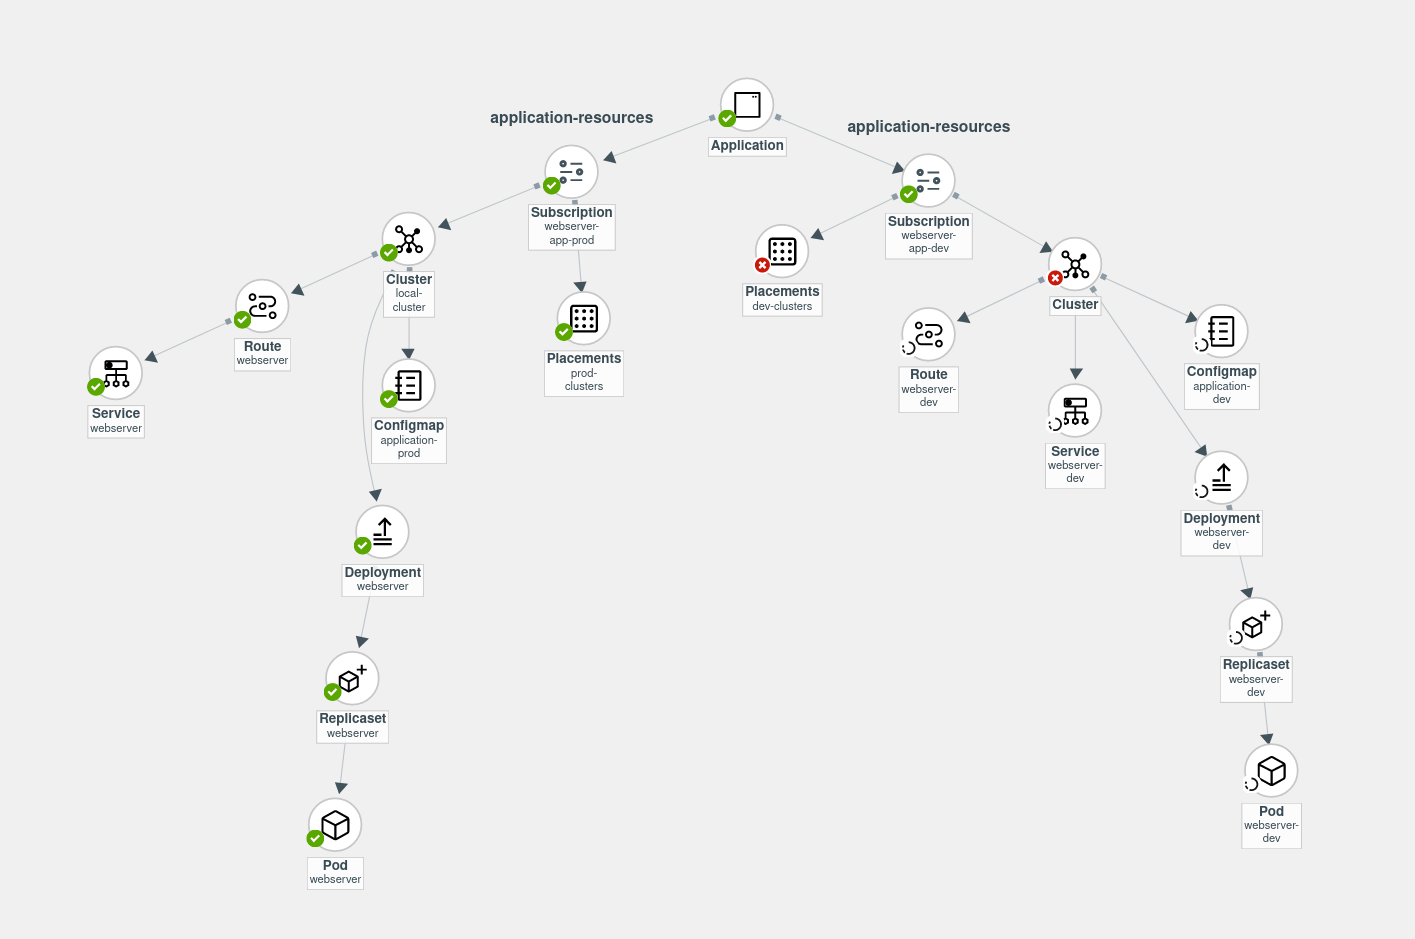 application-resources
Application
application-resources
Subscription
webserver-
app-prod
Subscription
webserver-
app-dev
Cluster
local-
cluster
Placements
dev-clusters
Cluster
Route
webserver
Placements
prod-
clusters
Route
webserver-
dev
Configmap
application-
dev
Service
webserver
Configmap
application-
prod
Service
webserver-
dev
Deployment
webserver-
dev
Deployment
webserver
Replicaset
webserver-
dev
Replicaset
webserver
Pod
webserver-
dev
Pod
webserver